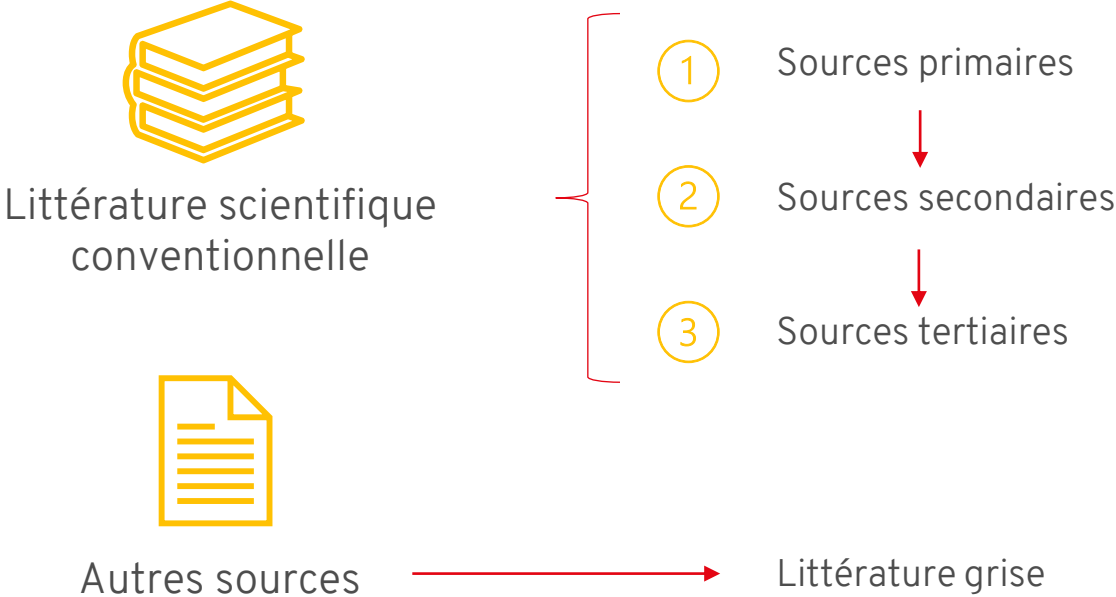 Littérature scientifique
conventionnelle
1 Sources primaires
2 Sources secondaires
3 Sources tertiaires
Autres sources
Littérature grise